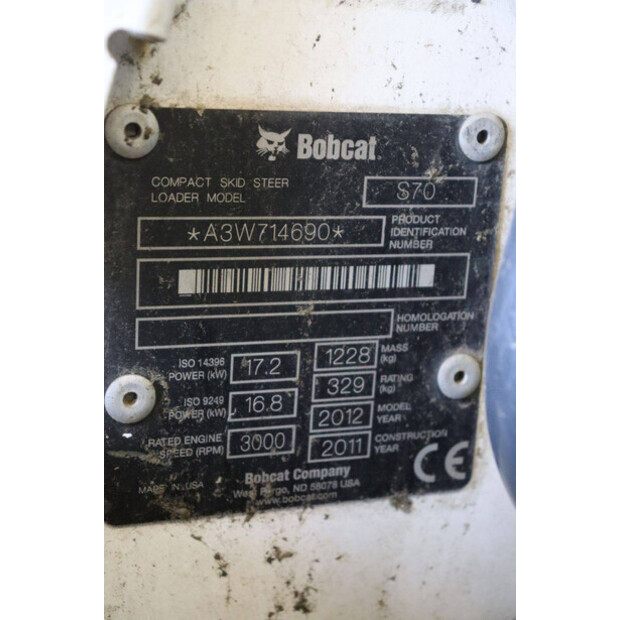 Bobcat
COMPACT SKID STEER
LOADER MODEL
S70
*A3W714690*
PRODUCT
IDENTIFICATION
NUMBER
HOMOLOGATION
NUMBER
ISO 14396
POWER (kW)
17.2
1228
MASS
(kg)
ISO 9249
POWER (kW)
16.8
329
RATING
(kg)
2012
MODEL
YEAR
RATED ENGINE
SPEED (RPM)
3000
2011
CONSTRUCTION
YEAR
CE
MADE IN USA
Bobcat Company
West Fargo, ND 58078 USA
www.bobcat.com